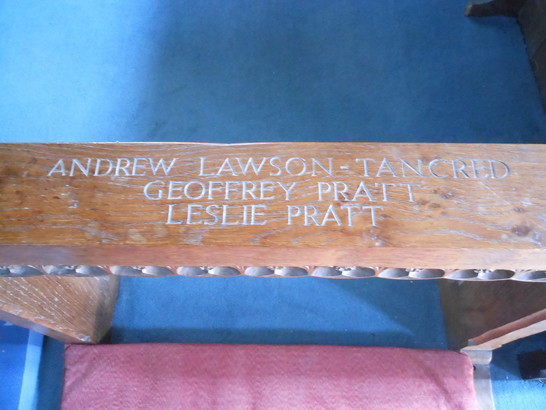 ANDREW LAWSON-TANCRED
GEOFFREY PRATT
LESLIE PRATT